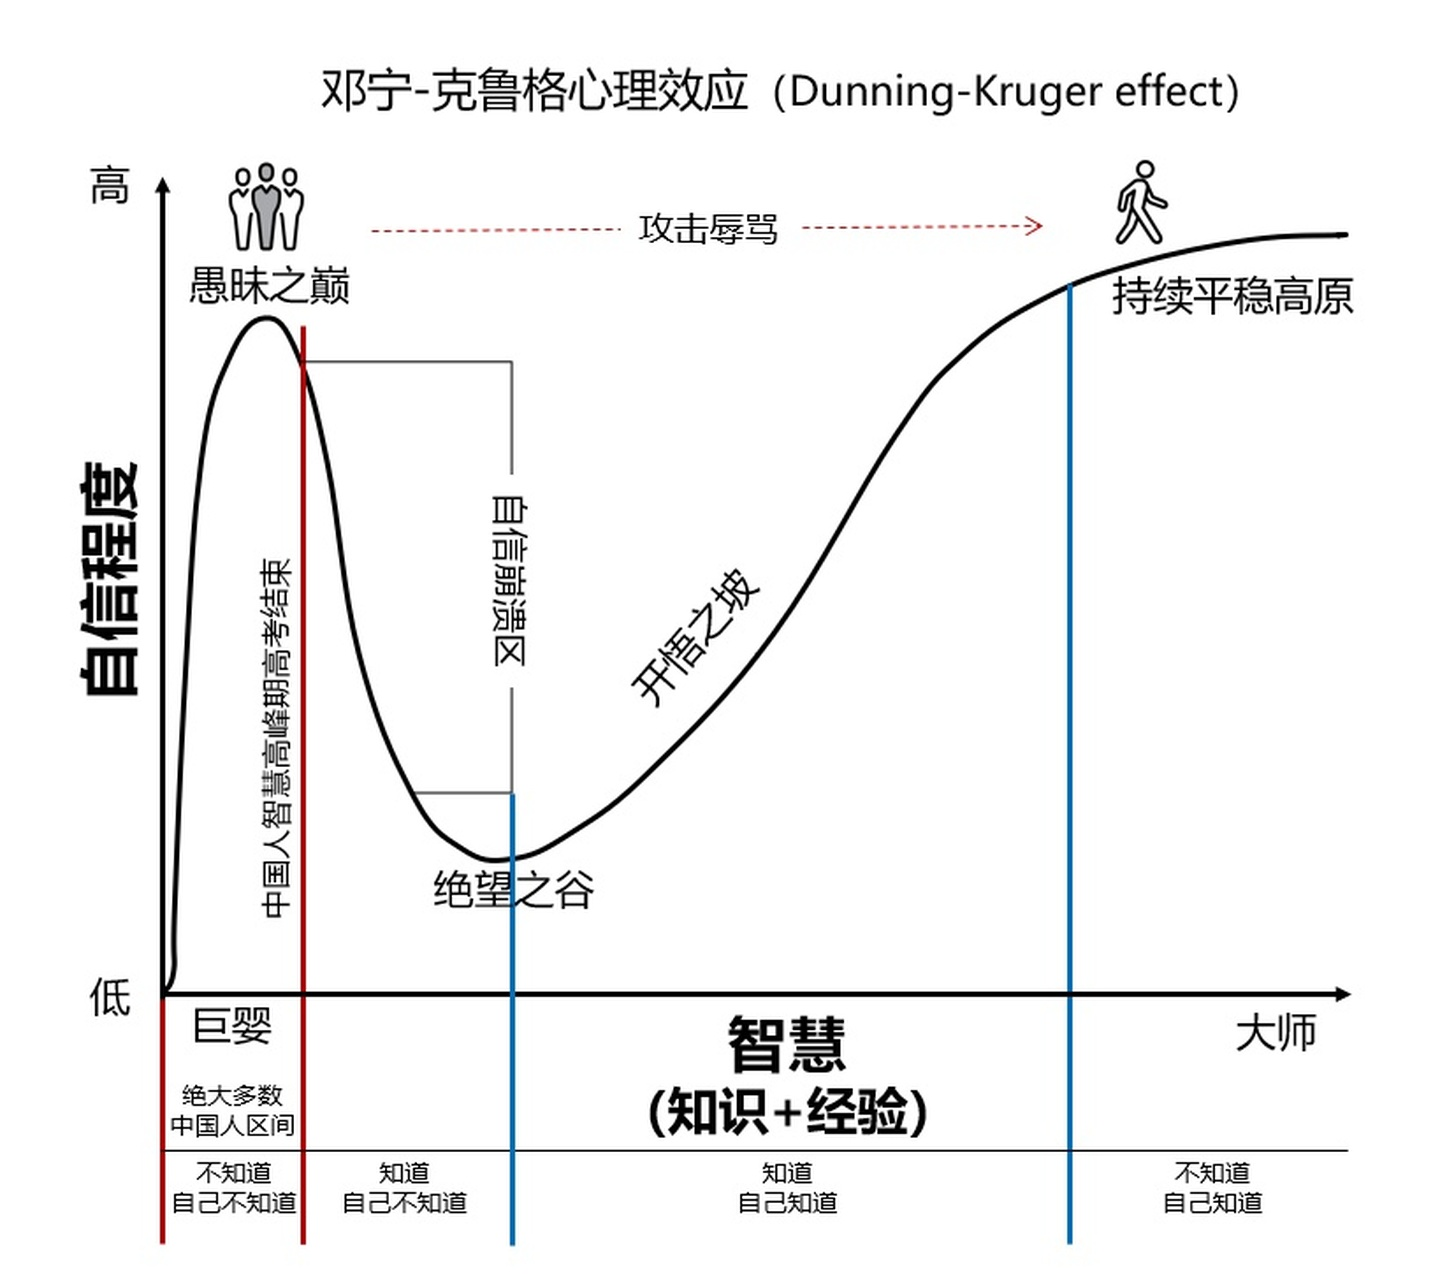 邓宁-克鲁格心理效应（Dunning-Kruger effect）
高
攻击辱骂
愚昧之巅
持续平稳高原
自信程度
中国人智慧高峰期高考结束
自信崩溃区
开悟之坡
绝望之谷
低
巨婴
智慧
大师
(知识+经验)
绝大多数
中国人区间
不知道
自己不知道
知道
自己不知道
知道
自己知道
不知道
自己知道